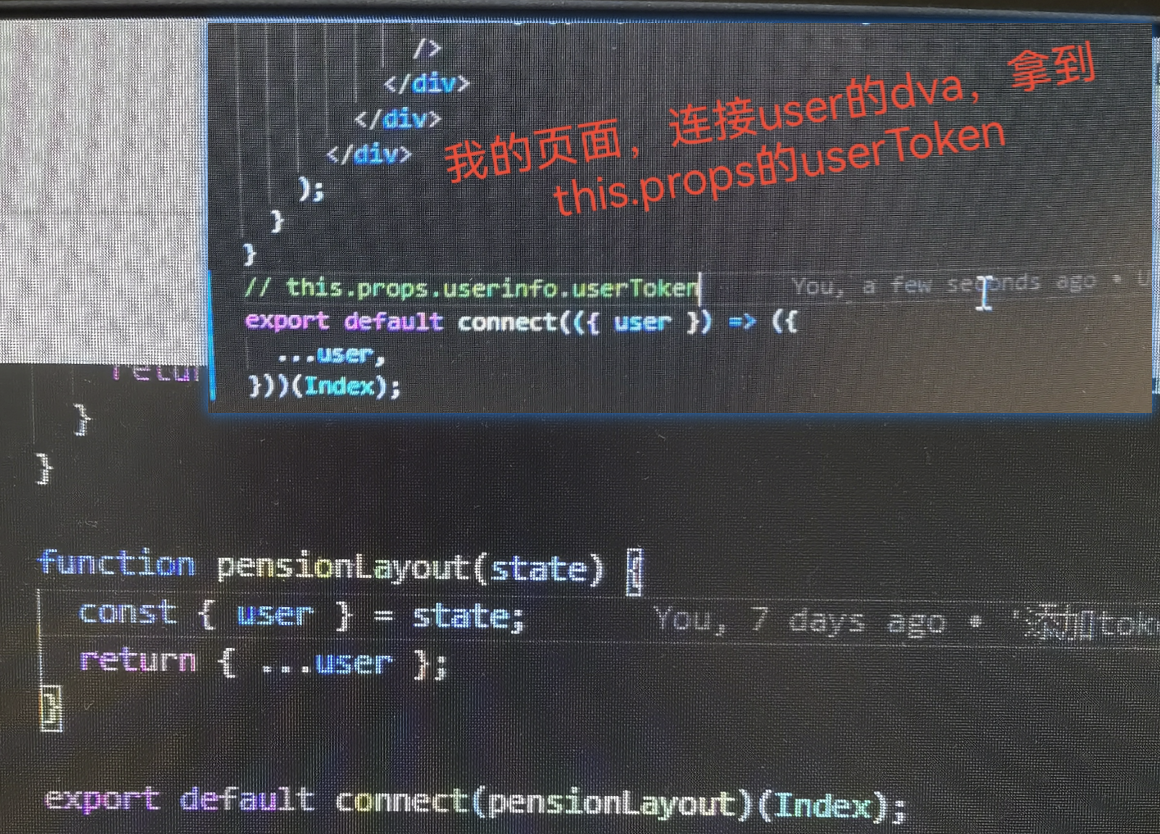 />
</div>
</div>
</div>
我的页面，连接user的dva，拿到
this.props的userToken
);
}
}
// this.props.userinfo.userToken You, a few seconds ago •
export default connect(({ user }) => ({
...user,
}))(Index);
}
}
function pensionLayout(state) {
const { user } = state; You, 7 days ago • '添加tok
return { ...user };
}
export default connect(pensionLayout)(Index);